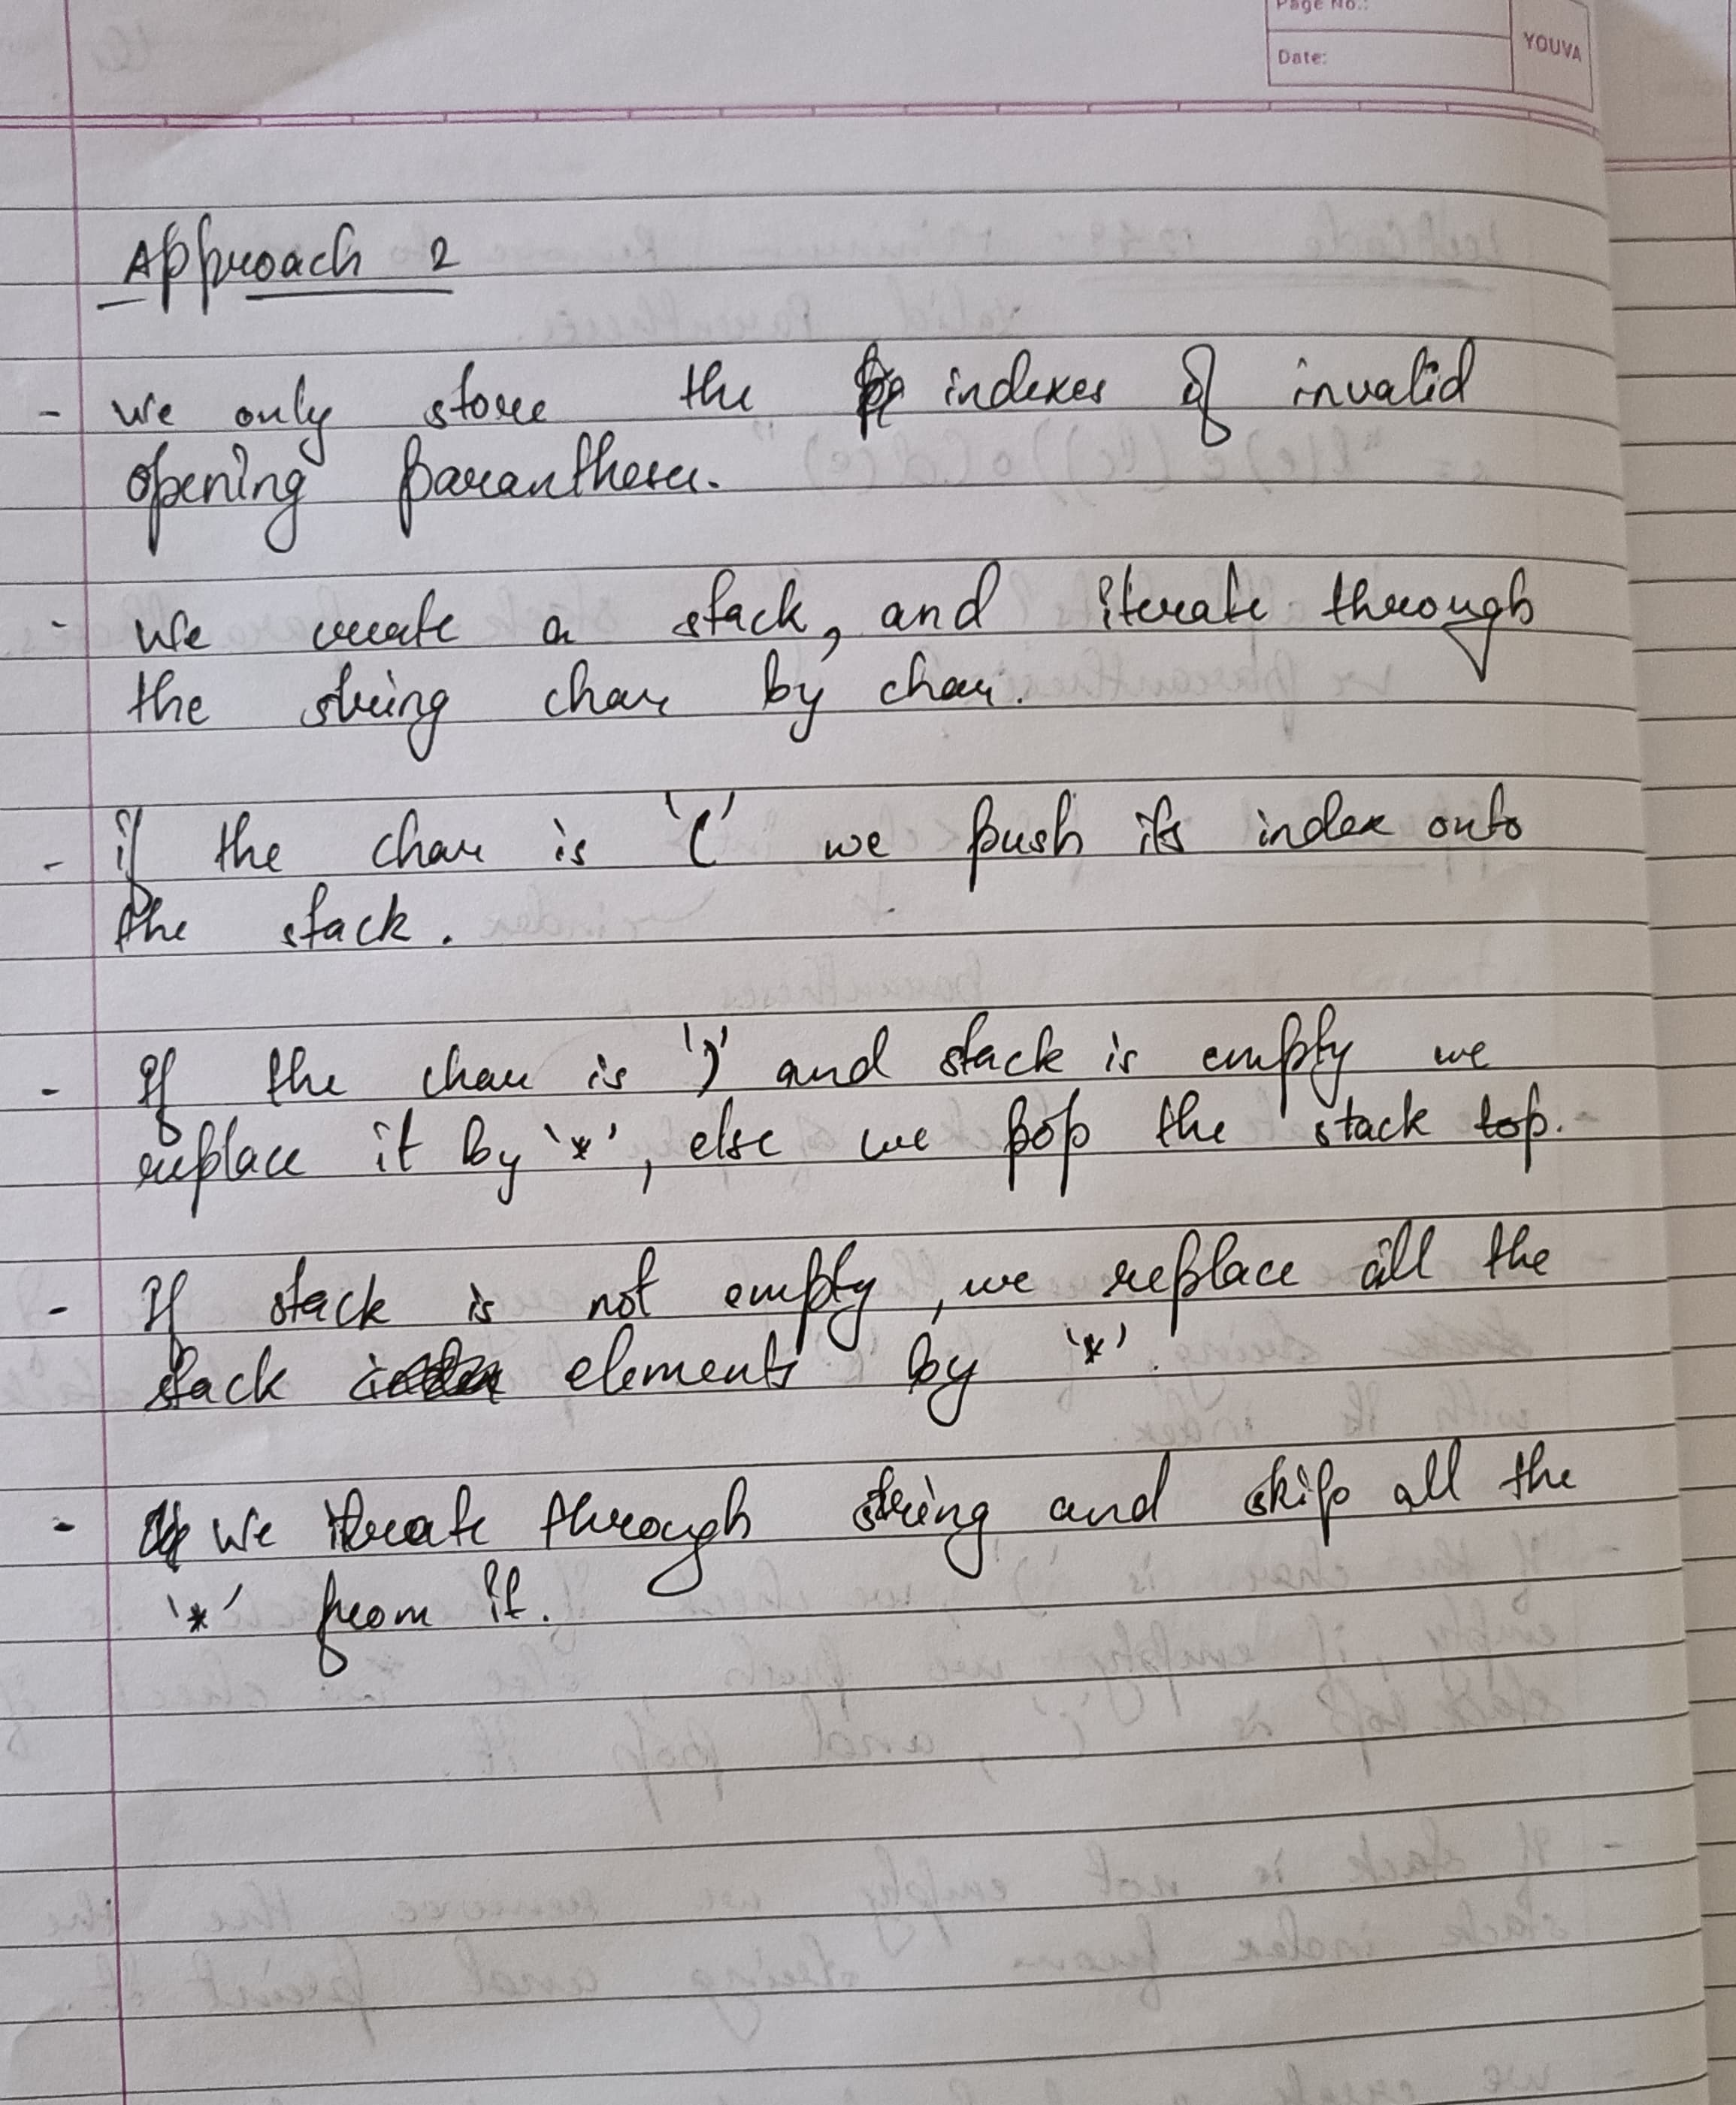 Page No.:
Date:
YOUVA
Approach 2
- We only store the indexes of invalid
opening parantheses.
- We create a stack, and iterate through
the string char by char.
- if the char is '(' we push its index onto
the stack.
- If the char is ')' and stack is empty we
replace it by '*', else we pop the stack top.
- If stack is not empty, we replace all the
stack elements by '*'.
- We iterate through string and skip all the
'*' from it.